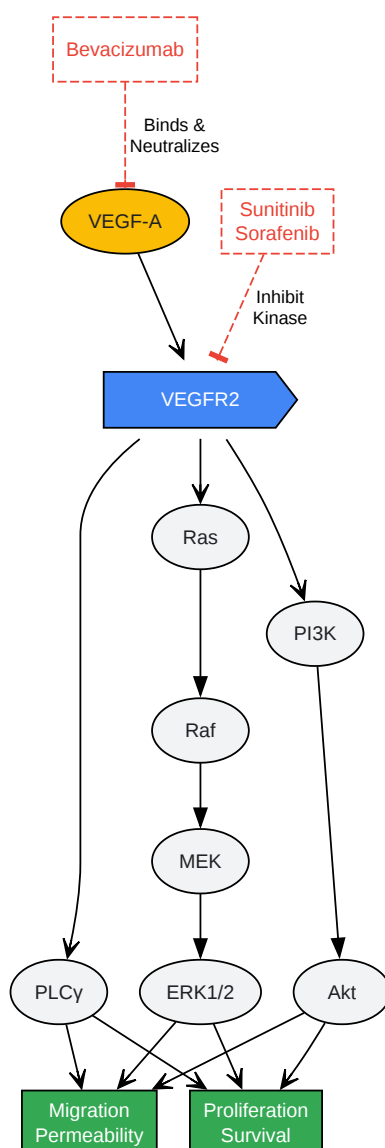 Bevacizumab
Binds &
Neutralizes
VEGF-A
Sunitinib
Sorafenib
Inhibit
Kinase
VEGFR2
Ras
PI3K
Raf
MEK
PLCγ
ERK1/2
Akt
Migration
Permeability
Proliferation
Survival